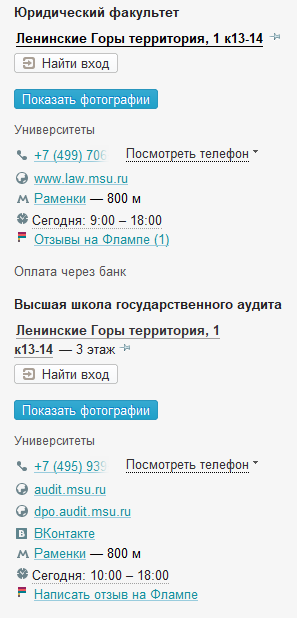 Юридический факультет
Ленинские Горы территория, 1 к13-14
Найти вход
Показать фотографии
Университеты
+7 (499) 706 Посмотреть телефон
www.law.msu.ru
Раменки — 800 м
Сегодня: 9:00 – 18:00
Отзывы на Флампе (1)
Оплата через банк
Высшая школа государственного аудита
Ленинские Горы территория, 1
к13-14 — 3 этаж
Найти вход
Показать фотографии
Университеты
+7 (495) 939 Посмотреть телефон
audit.msu.ru
dpo.audit.msu.ru
ВКонтакте
Раменки — 800 м
Сегодня: 10:00 – 18:00
Написать отзыв на Флампе